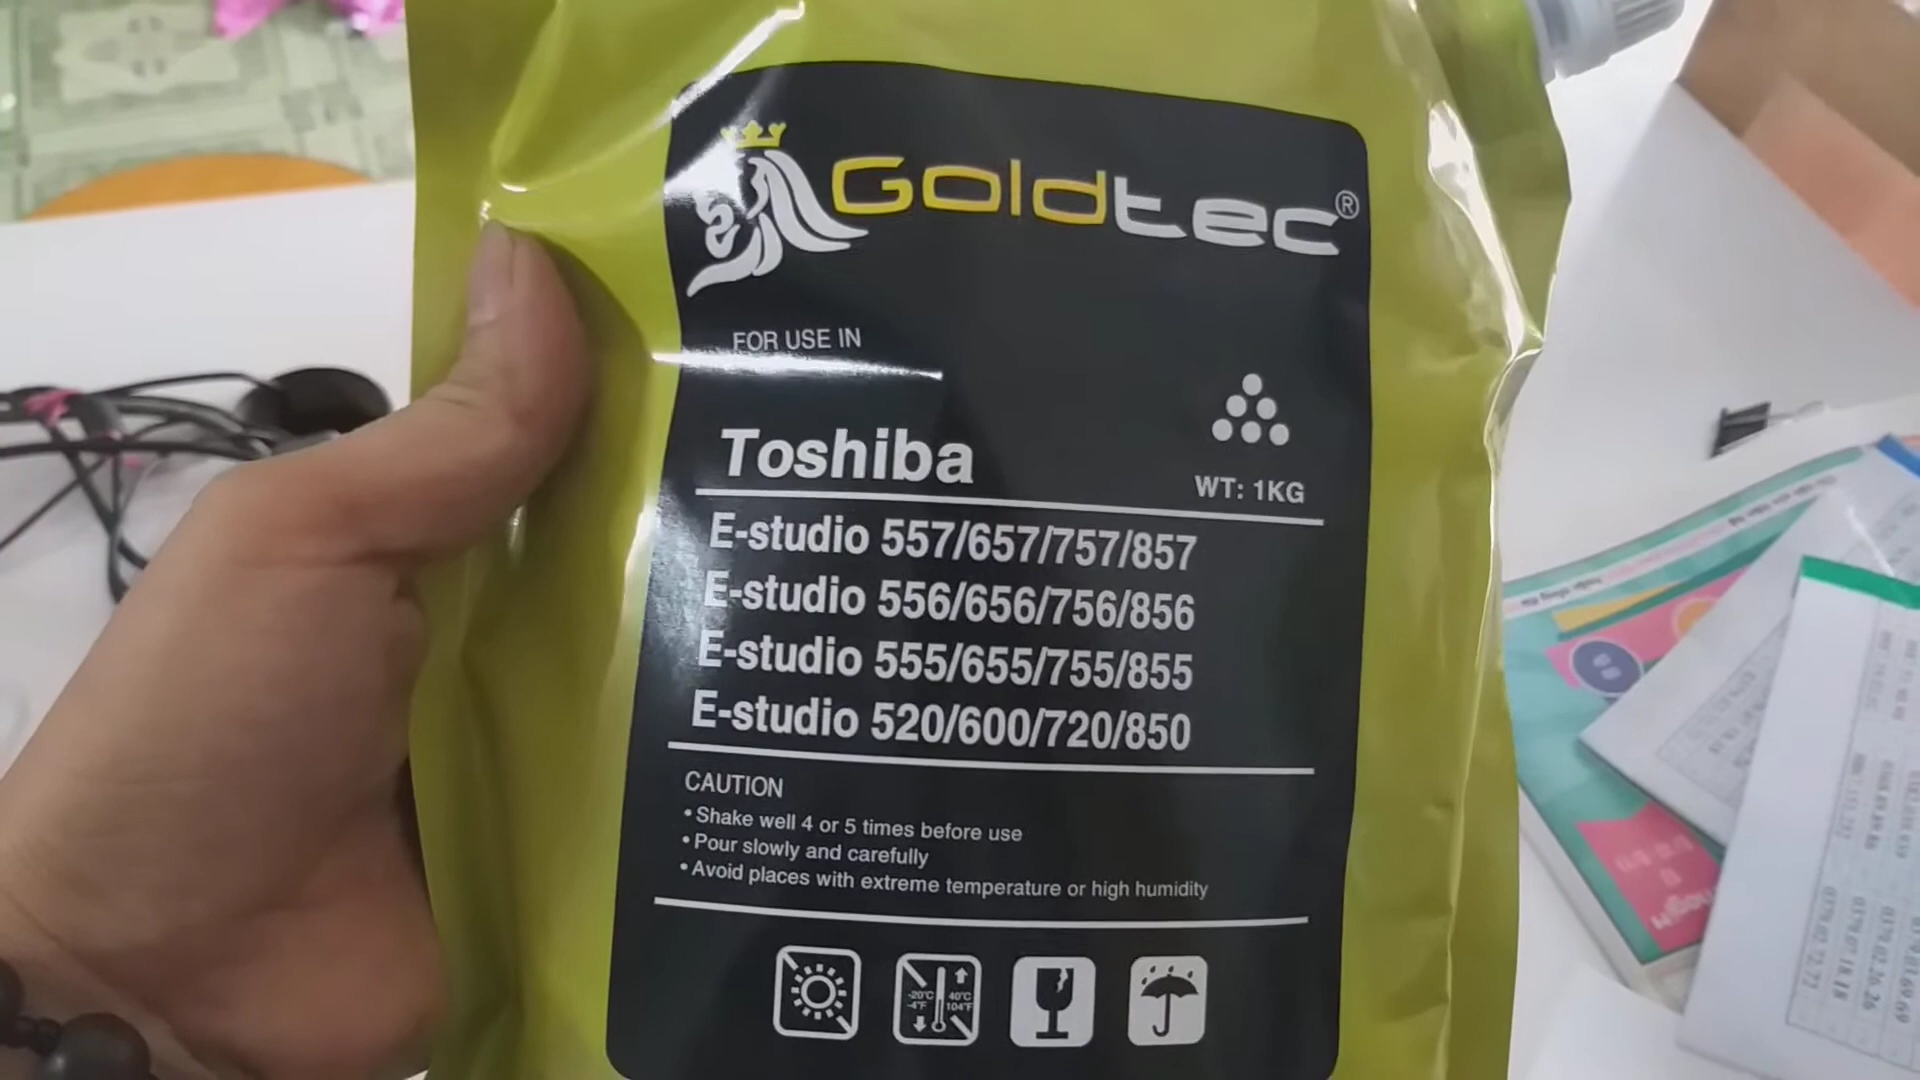 Goldtec®
FOR USE IN
Toshiba
WT: 1KG
E-studio 557/657/757/857
E-studio 556/656/756/856
E-studio 555/655/755/855
E-studio 520/600/720/850
CAUTION
• Shake well 4 or 5 times before use
• Pour slowly and carefully
• Avoid places with extreme temperature or high humidity
-20°C 40°C
-4°F 104°F